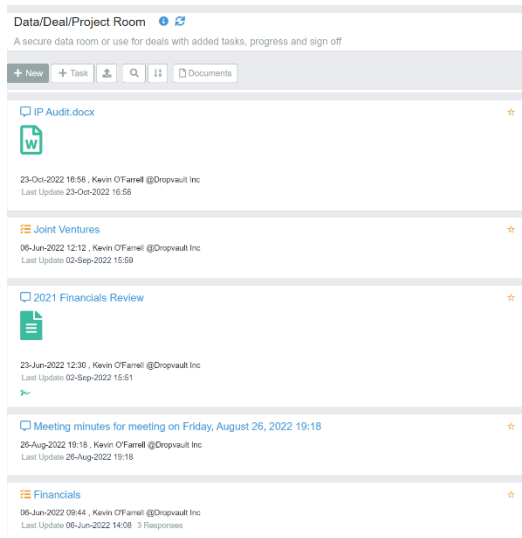 Data/Deal/Project Room
A secure data room or use for deals with added tasks, progress and sign off
+ New + Task Documents
IP Audit.docx
W
23-Oct-2022 16:58 , Kevin O'Farrell @Dropvault Inc
Last Update 23-Oct-2022 16:58
Joint Ventures
06-Jun-2022 12:12 , Kevin O'Farrell @Dropvault Inc
Last Update 02-Sep-2022 15:59
2021 Financials Review
23-Jun-2022 12:30 , Kevin O'Farrell @Dropvault Inc
Last Update 02-Sep-2022 15:51
Meeting minutes for meeting on Friday, August 26, 2022 19:18
26-Aug-2022 19:18 , Kevin O'Farrell @Dropvault Inc
Last Update 26-Aug-2022 19:18
Financials
06-Jun-2022 09:44 , Kevin O'Farrell @Dropvault Inc
Last Update 06-Jun-2022 14:08 3 Responses